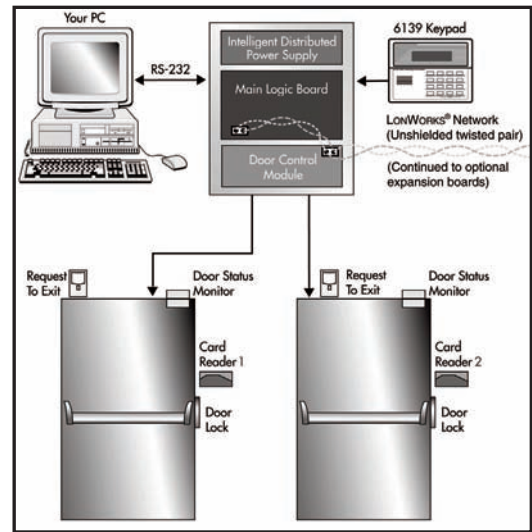 Your PC
RS-232
Intelligent Distributed
Power Supply
Main Logic Board
Door Control
Module
6139 Keypad
LONWORKS® Network
(Unshielded twisted pair)
(Continued to optional
expansion boards)
Request
To Exit
Door Status
Monitor
Card
Reader 1
Door
Lock
Request
To Exit
Door Status
Monitor
Card
Reader 2
Door
Lock